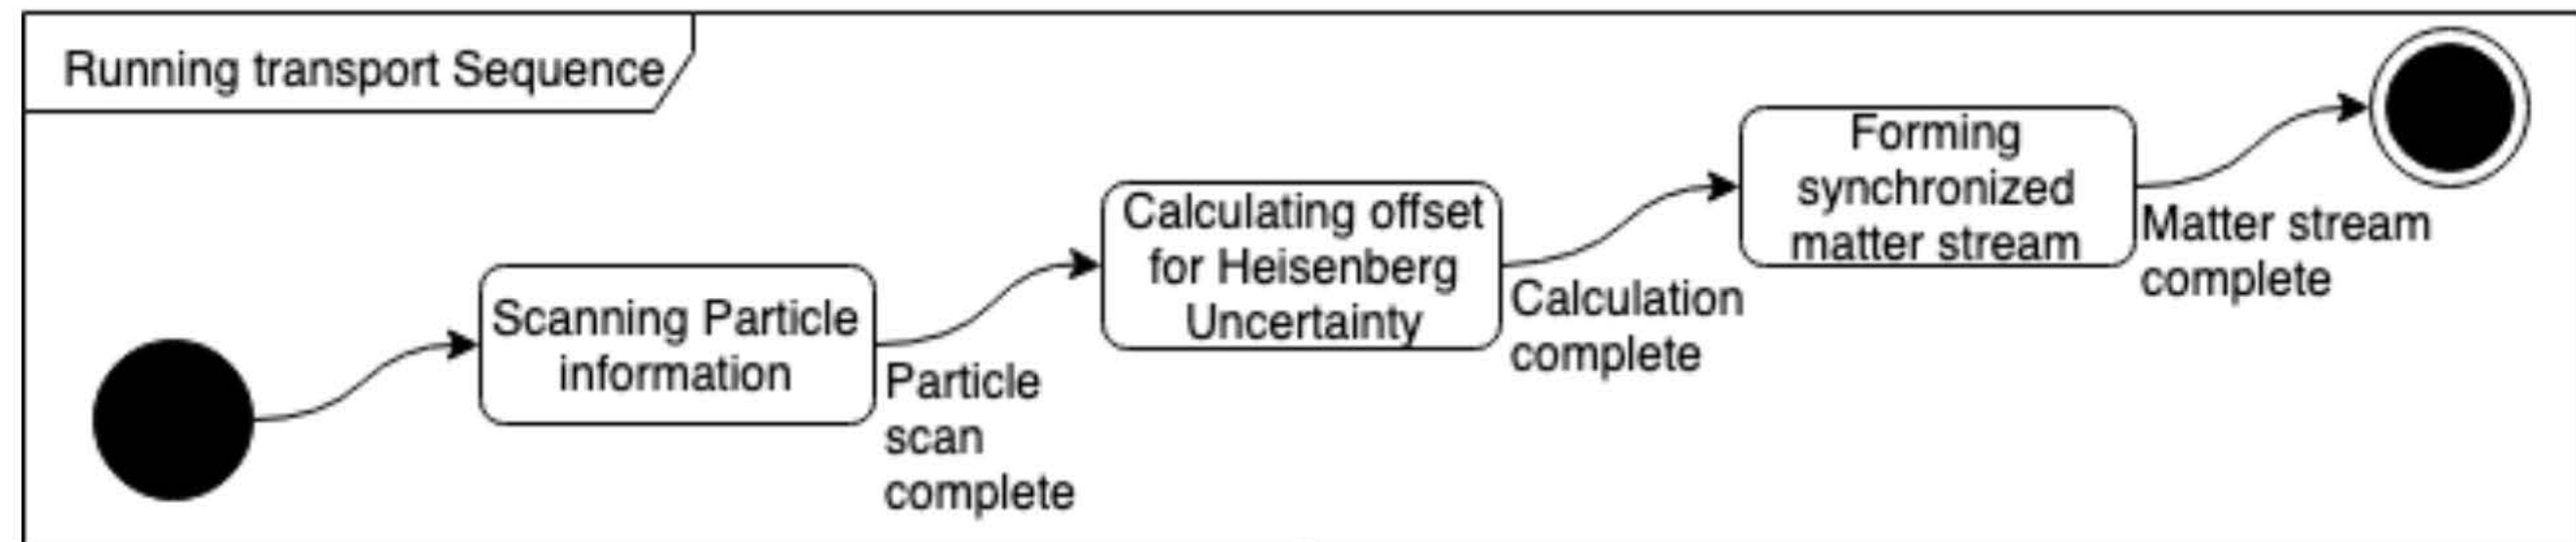 Running transport Sequence
Scanning Particle
information
Particle
scan
complete
Calculating offset
for Heisenberg
Uncertainty
Calculation
complete
Forming
synchronized
matter stream
Matter stream
complete